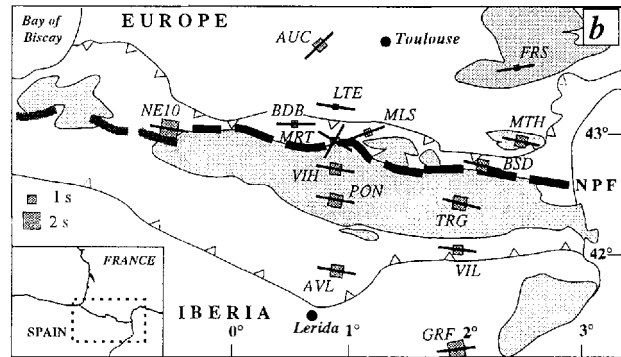 EUROPE
b
Bay of
Biscay
AUC
Toulouse
FRS
LTE
NE10
BDB
MLS
MTH
MRT
43°
BSD
VIH
NPF
PON
1 s
TRG
2 s
42°
FRANCE
VIL
AVL
IBERIA
SPAIN
Lerida
0°
1°
GRF
2°
3°